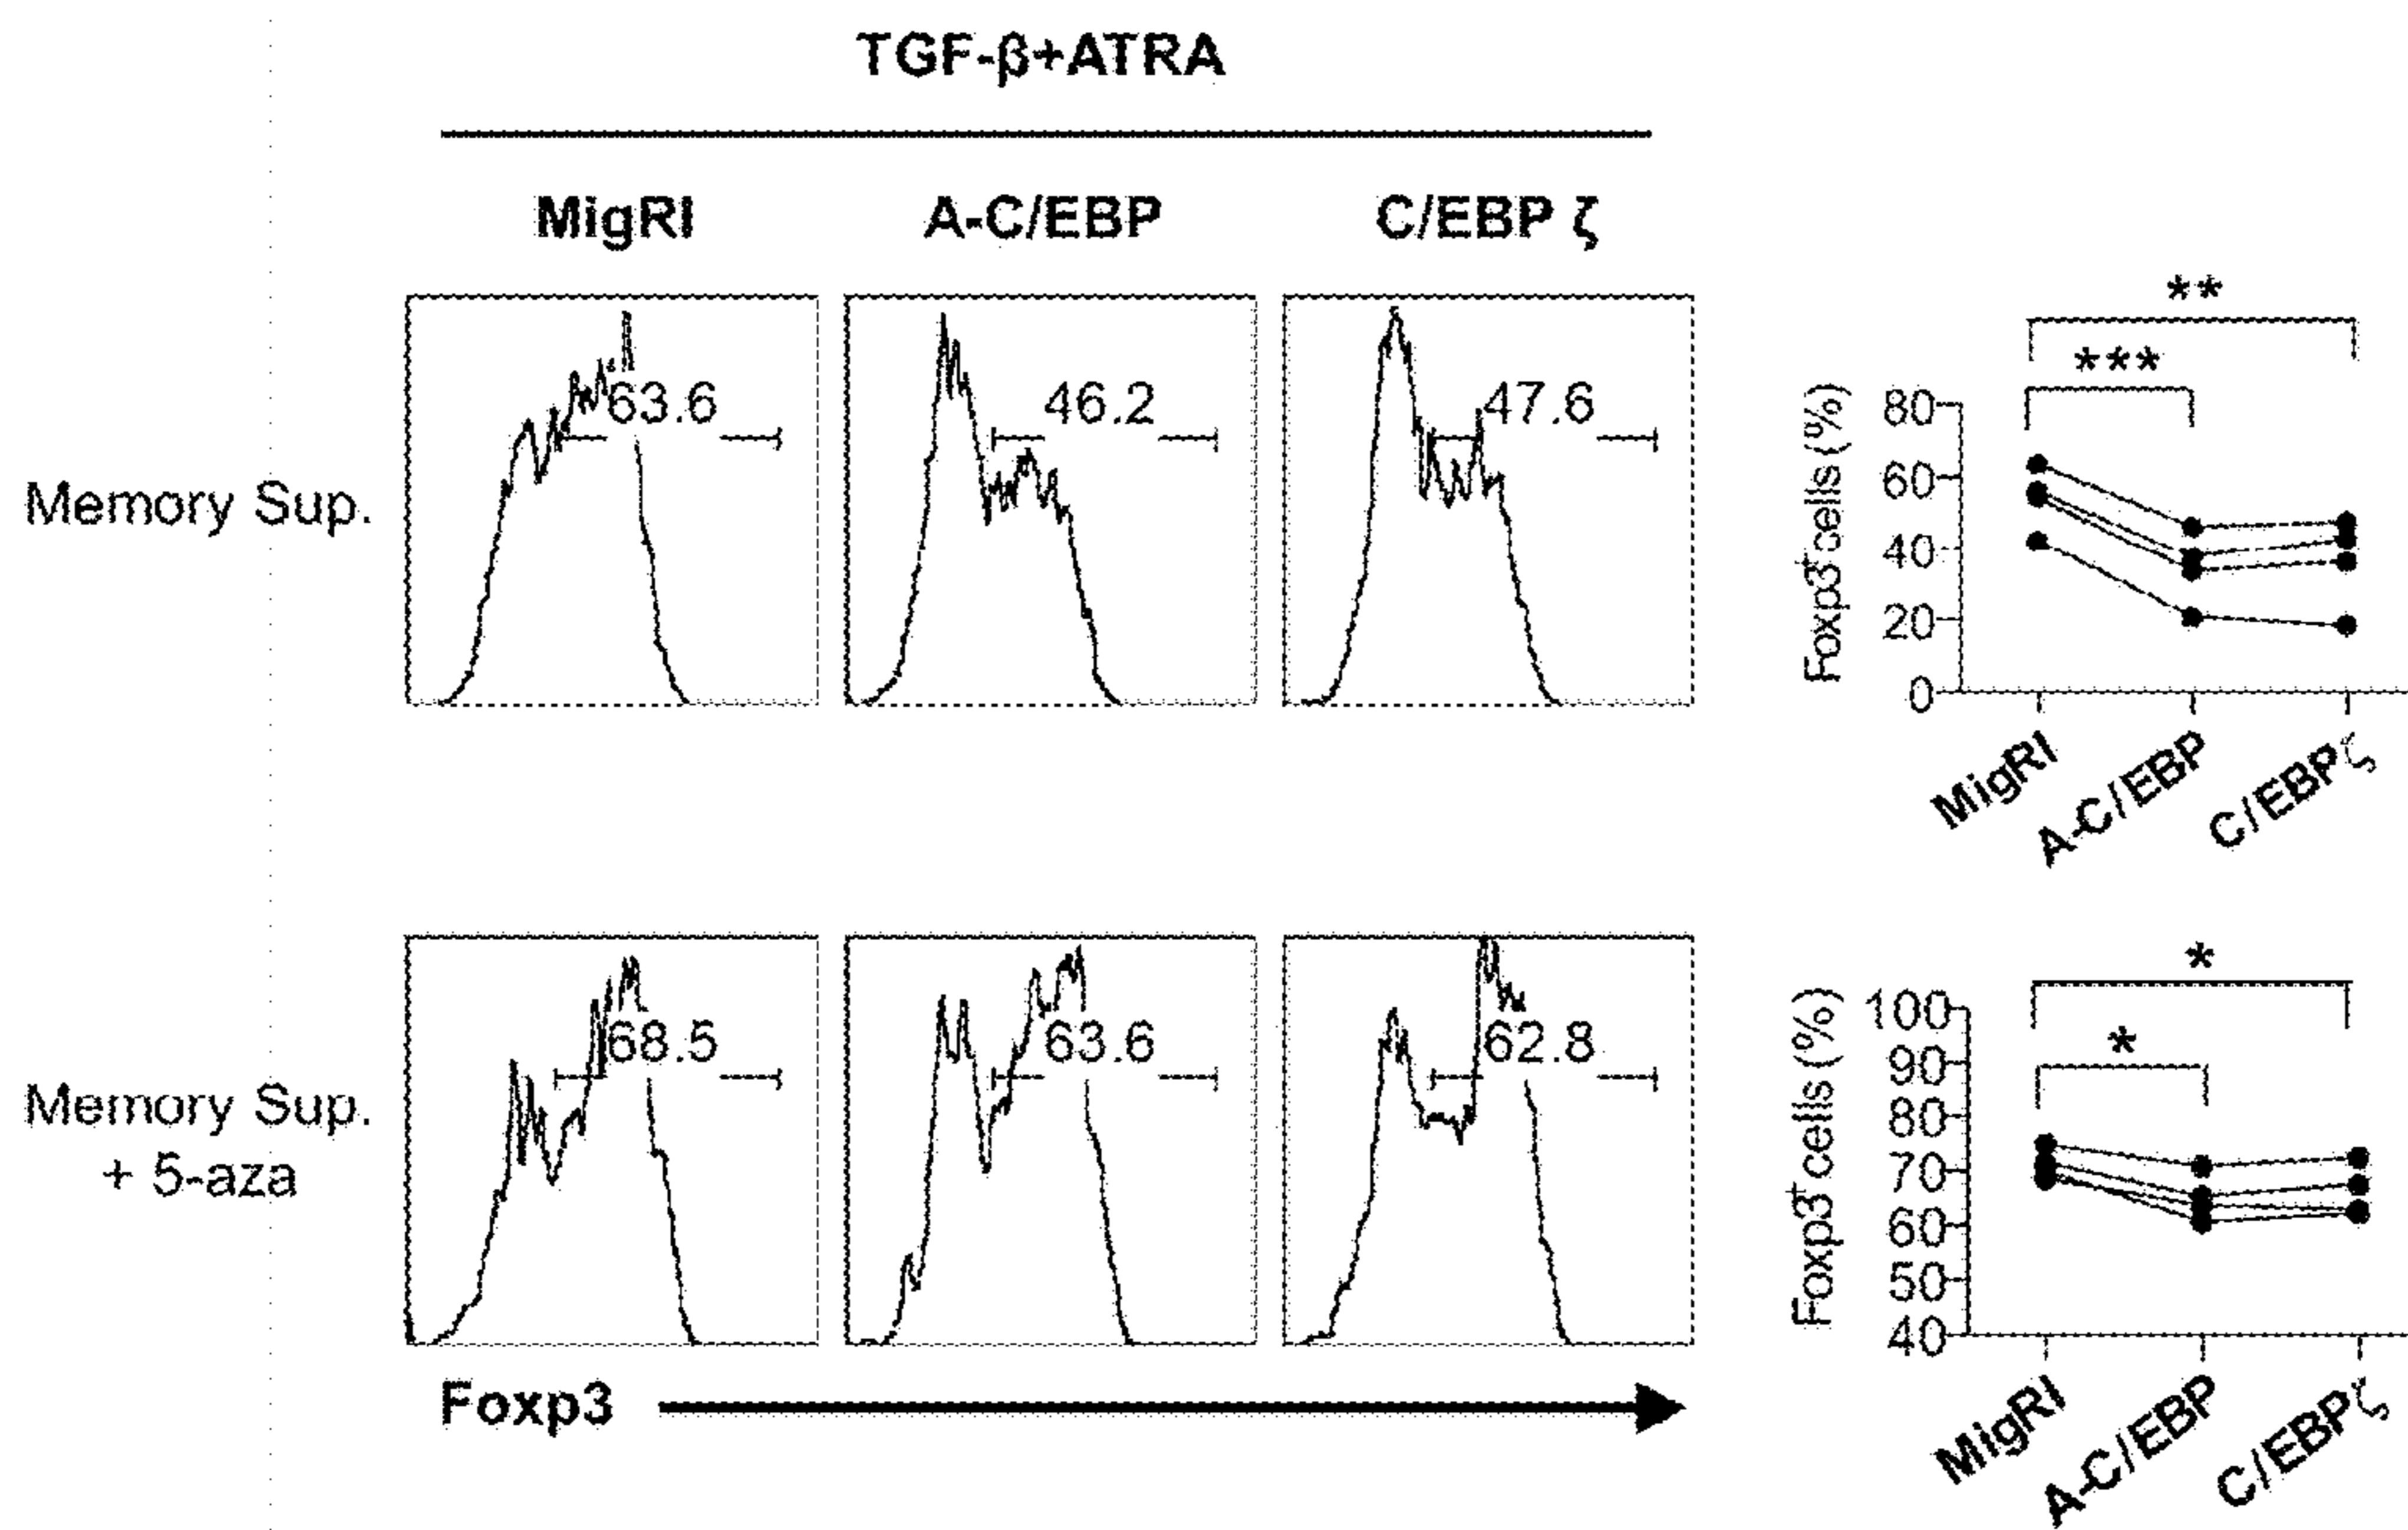 TGF-β+ATRA
MigRI A-C/EBP C/EBP ζ
Memory Sup.
63.6 46.2 47.6
** 
***
Foxp3+cells (%)
80
60
40
20
0
MigRI A-C/EBP C/EBPζ
Memory Sup.
+ 5-aza
68.5 63.6 62.8
*
*
Foxp3+cells (%)
100
90
80
70
60
50
40
MigRI A-C/EBP C/EBPζ
Foxp3